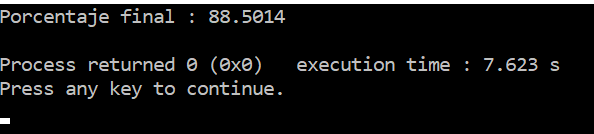 Porcentaje final : 88.5014
Process returned 0 (0x0)   execution time : 7.623 s
Press any key to continue.